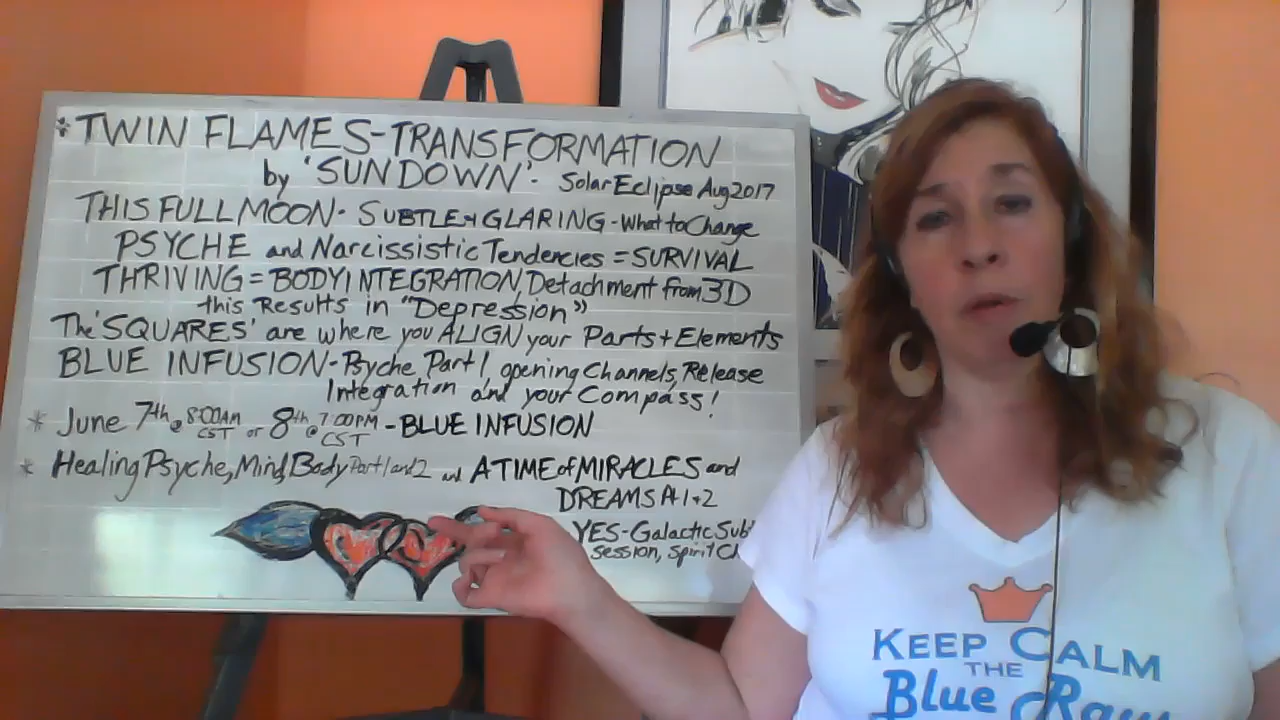 * TWIN FLAMES-TRANSFORMATION
by 'SUNDOWN'- Solar Eclipse Aug 2017
THIS FULL MOON- SUBTLE + GLARING - What to Change
PSYCHE and Narcissistic Tendencies = SURVIVAL
THRIVING = BODY INTEGRATION, Detachment from 3D
this Results in "Depression"
The 'SQUARES' are where you ALIGN your Parts + Elements
BLUE INFUSION-Psyche Part 1, opening Channels, Release
Integration and your Compass!
* June 7th @ 8:00AM CST or 8th @ 7:00PM CST - BLUE INFUSION
* Healing Psyche, Mind, Body Part 1 and 2 and A TIME of MIRACLES and
DREAMS Pt 1+2
YES-Galactic Sub
session, Spirit
KEEP CALM
THE
Blue Ray